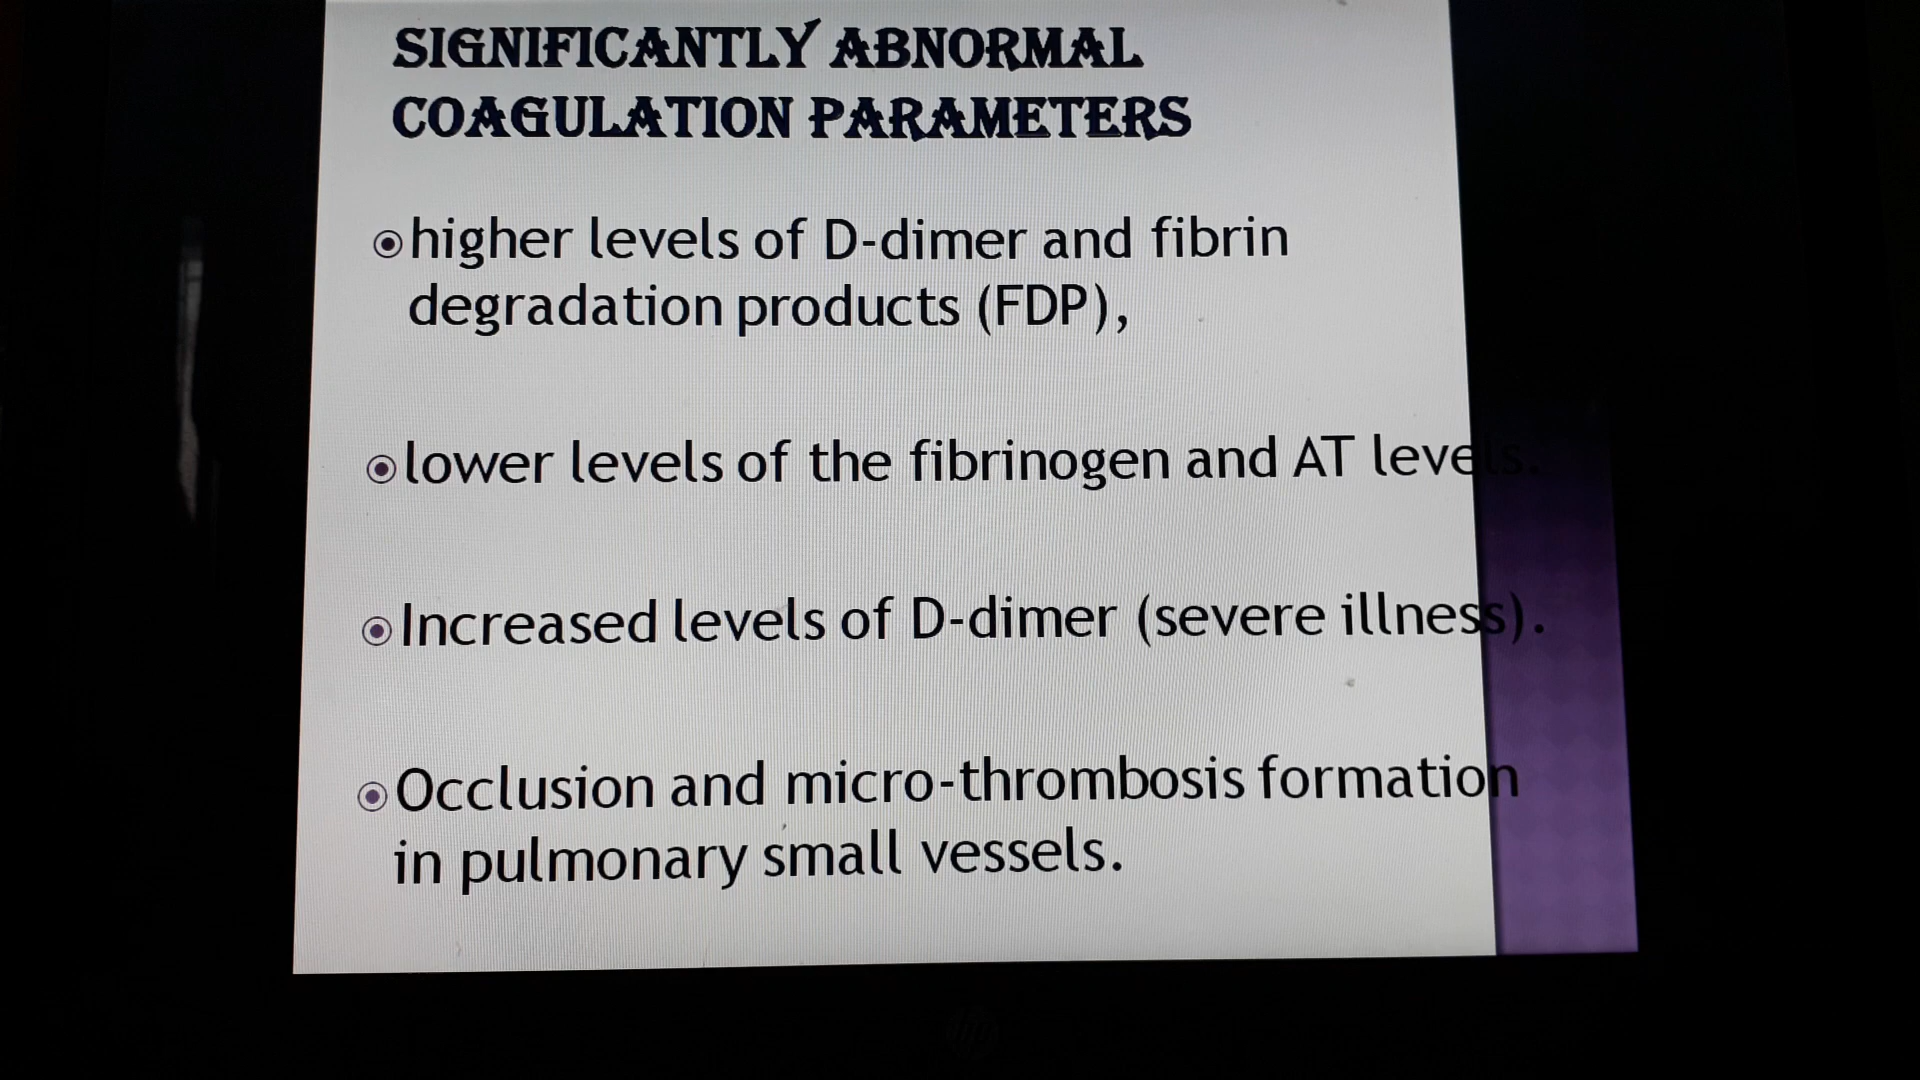 SIGNIFICANTLY ABNORMAL
COAGULATION PARAMETERS
higher levels of D-dimer and fibrin
degradation products (FDP),
lower levels of the fibrinogen and AT levels.
Increased levels of D-dimer (severe illness).
Occlusion and micro-thrombosis formation
in pulmonary small vessels.
hp